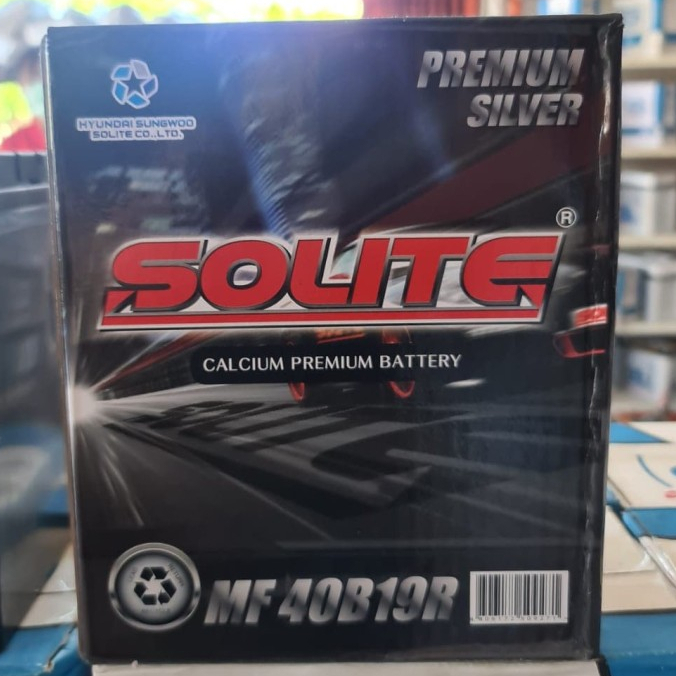 HYUNDAI SUNGWOO
SOLITE CO.,LTD.
PREMIUM
SILVER
SOLITE®
CALCIUM PREMIUM BATTERY
MF 40B19R